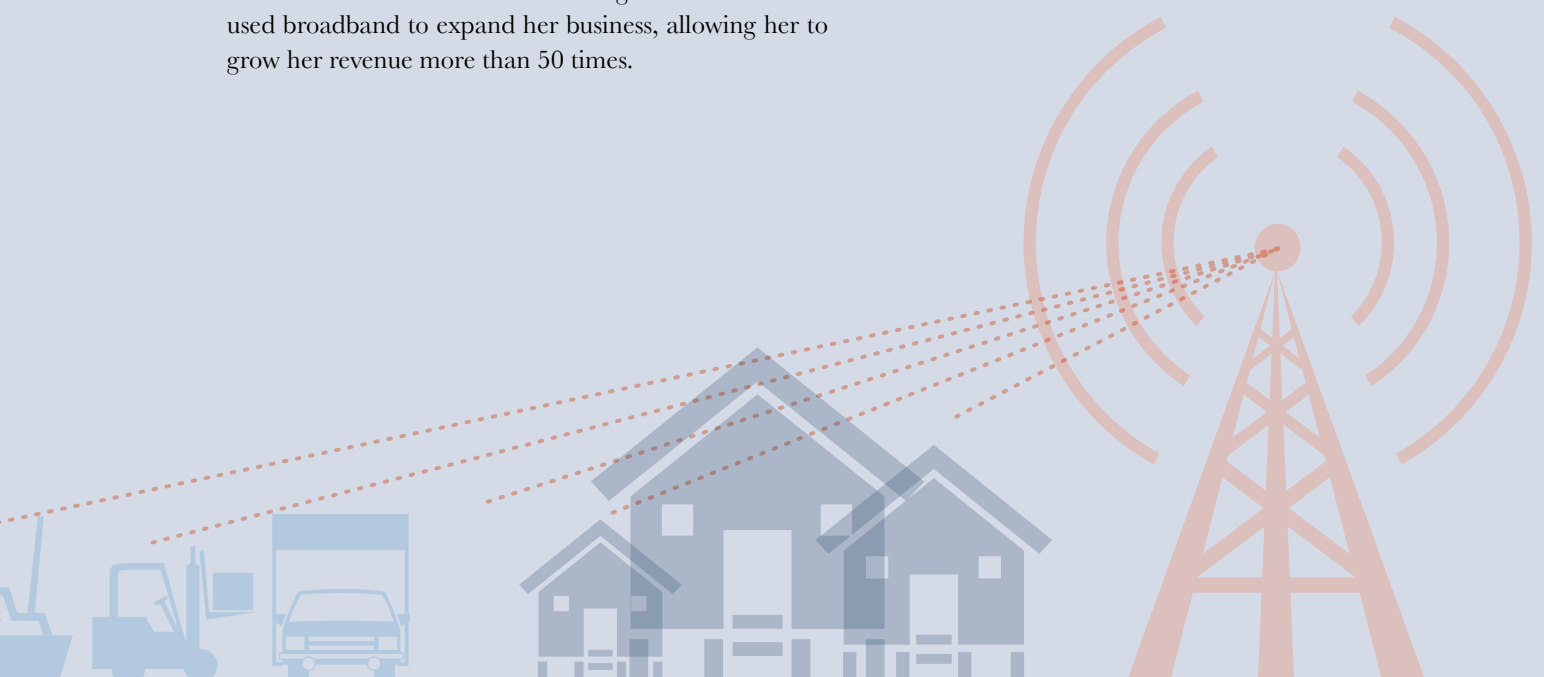 used broadband to expand her business, allowing her to
grow her revenue more than 50 times.